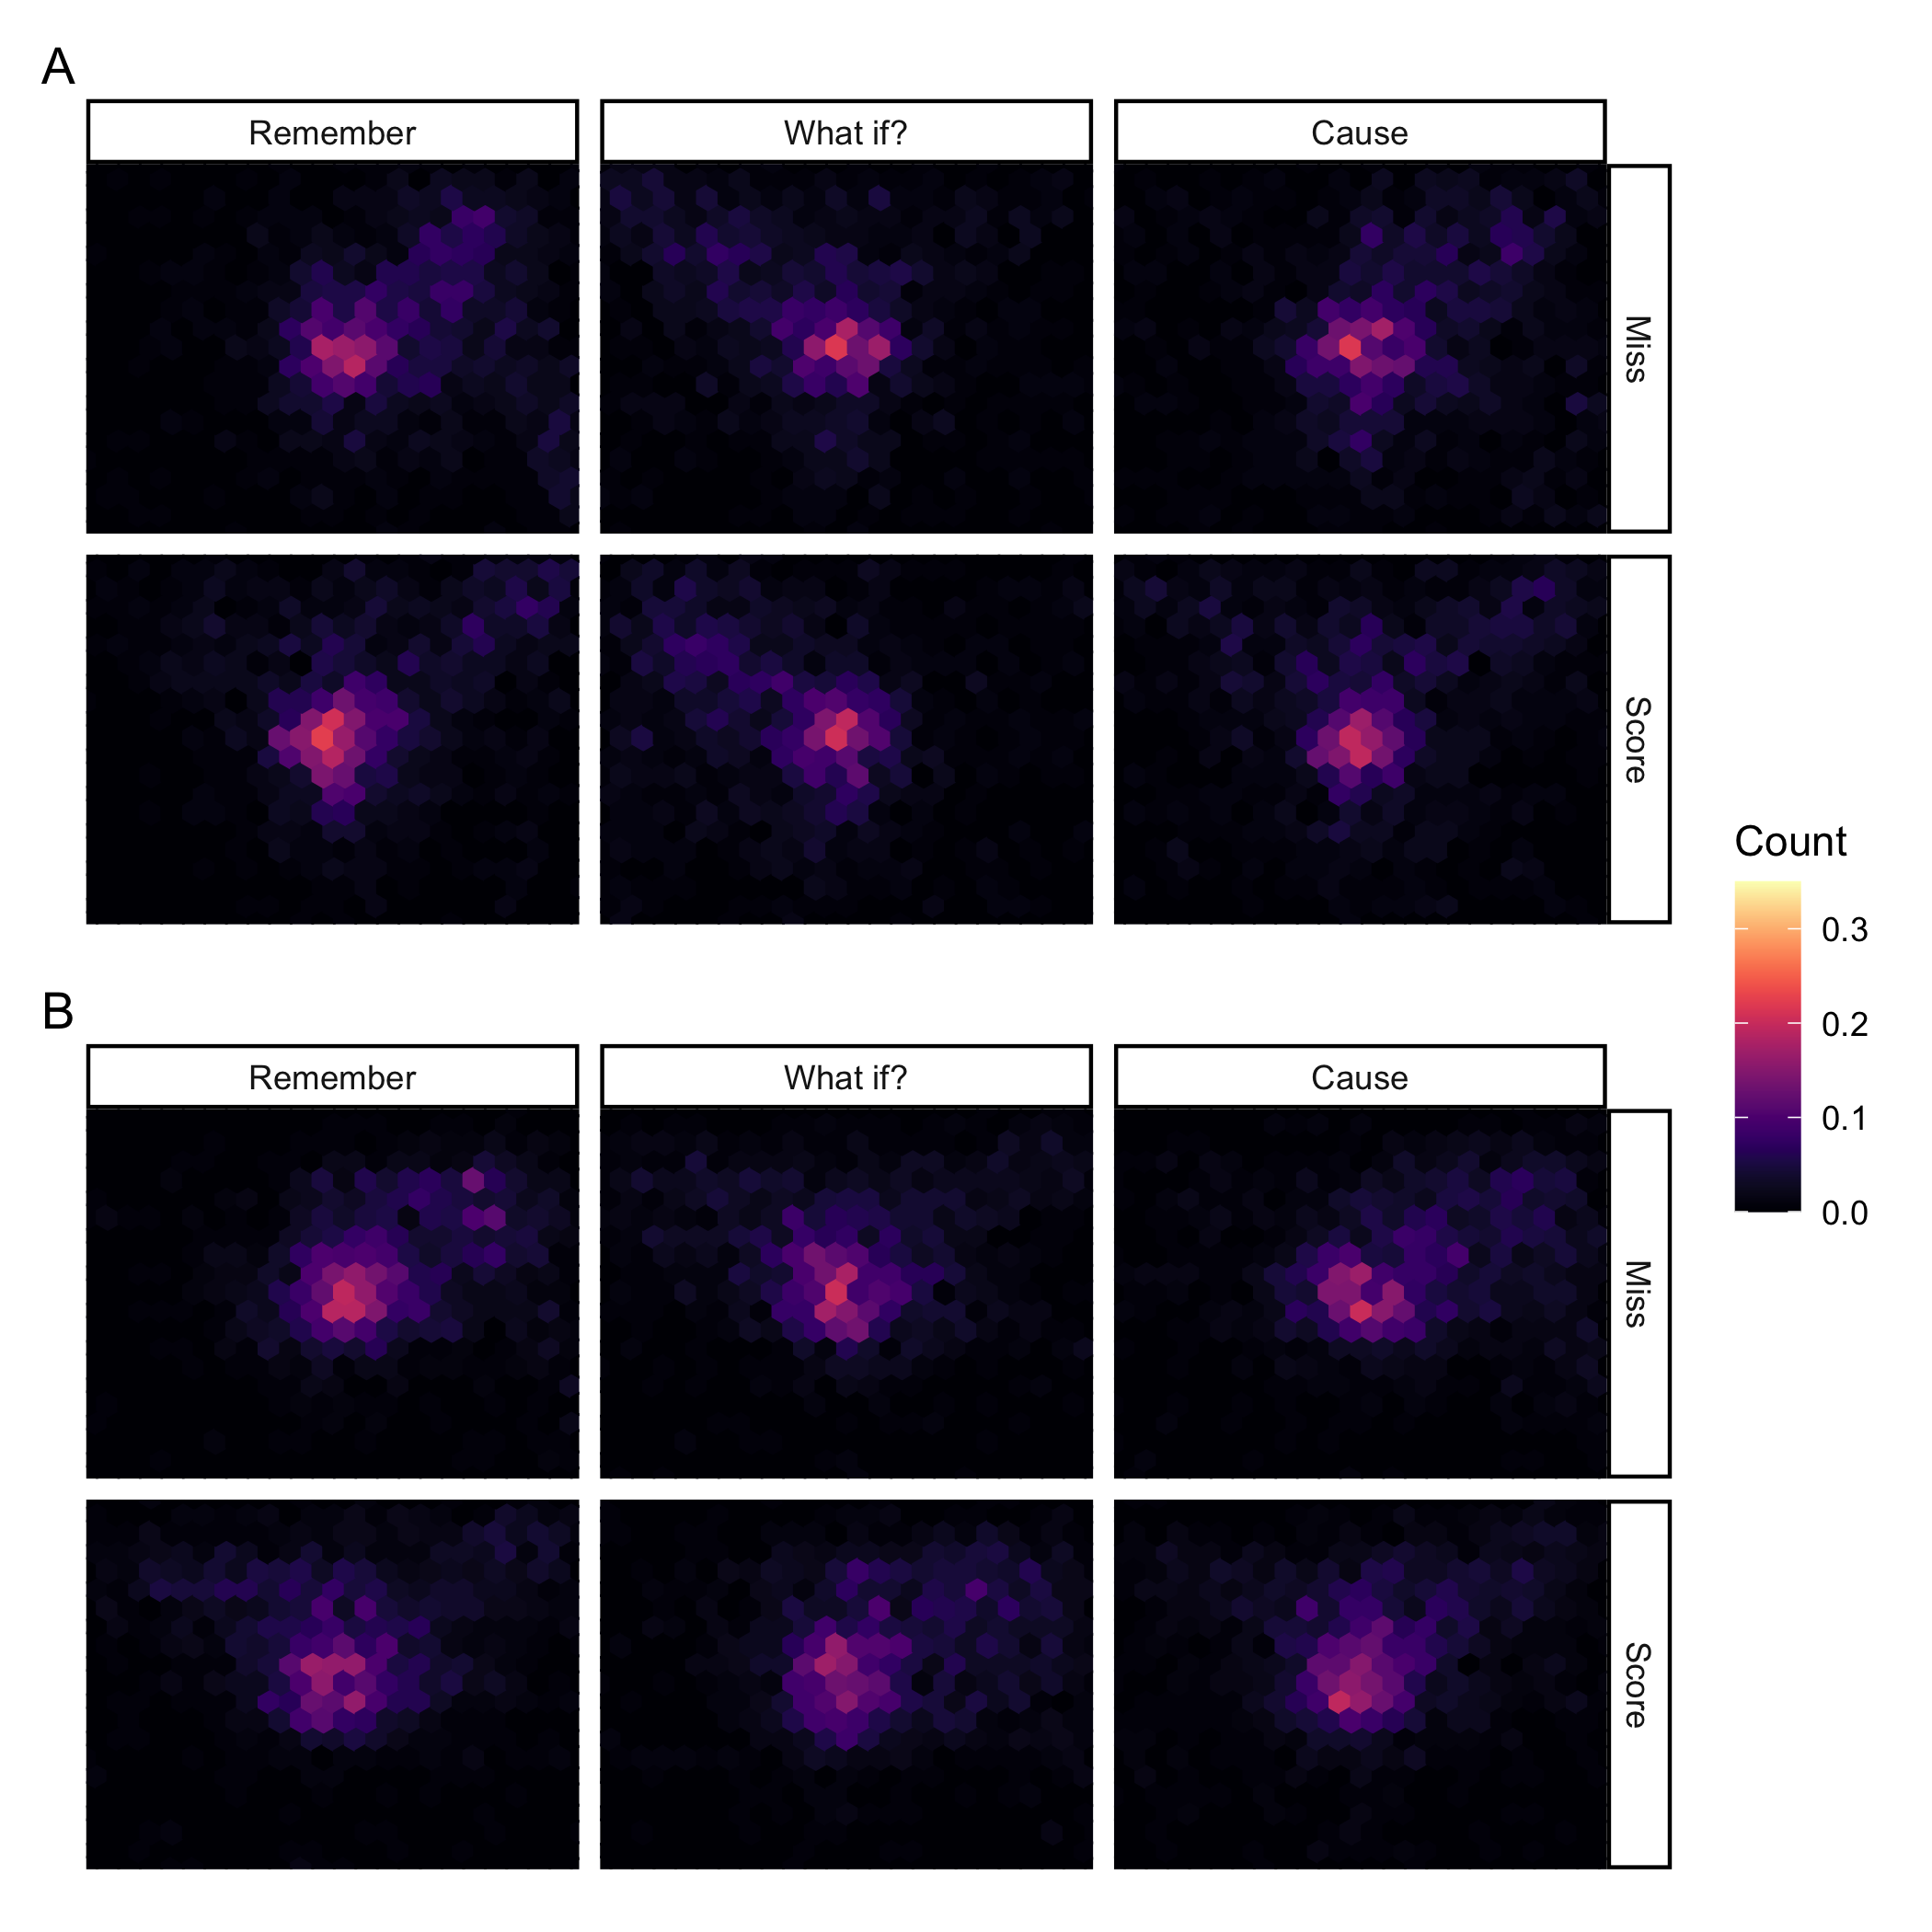 A
Remember
What if?
Cause
Miss
Score
Count
0.3
0.2
0.1
0.0
B
Remember
What if?
Cause
Miss
Score